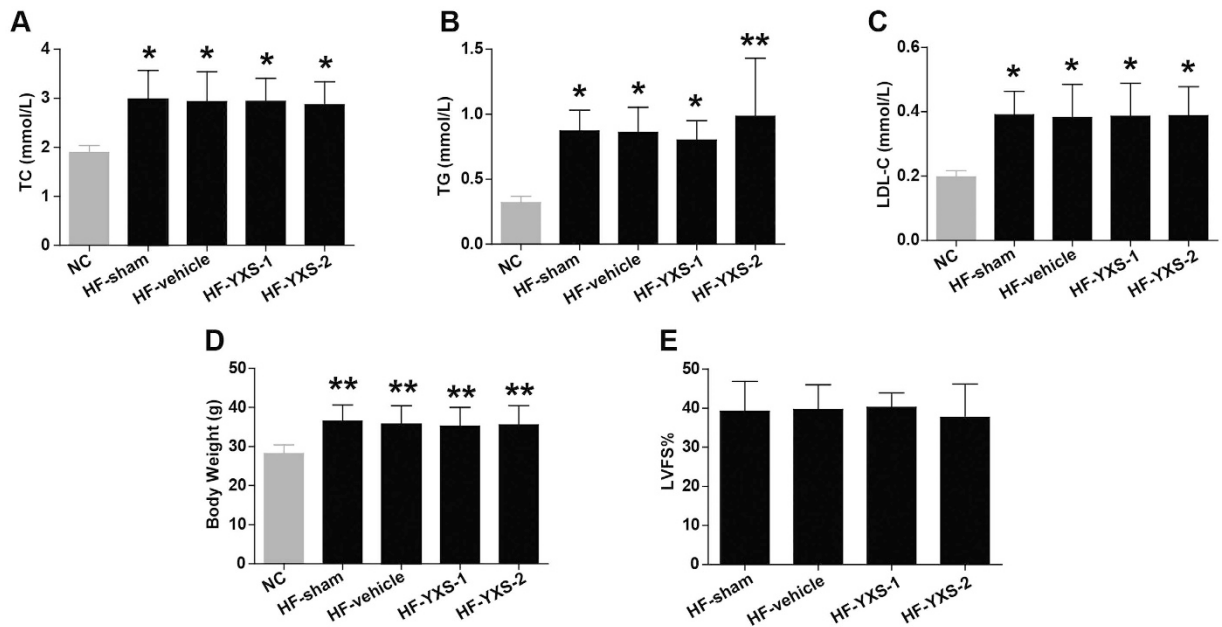 A
TC (mmol/L)
4
3
2
1
0
*
*
*
*
NC
HF-sham
HF-vehicle
HF-YXS-1
HF-YXS-2
B
TG (mmol/L)
1.5
1.0
0.5
0.0
*
*
*
**
NC
HF-sham
HF-vehicle
HF-YXS-1
HF-YXS-2
C
LDL-C (mmol/L)
0.6
0.4
0.2
0.0
*
*
*
*
NC
HF-sham
HF-vehicle
HF-YXS-1
HF-YXS-2
D
Body Weight (g)
50
40
30
20
10
0
**
**
**
**
NC
HF-sham
HF-vehicle
HF-YXS-1
HF-YXS-2
E
LVFS%
50
40
30
20
10
0
HF-sham
HF-vehicle
HF-YXS-1
HF-YXS-2